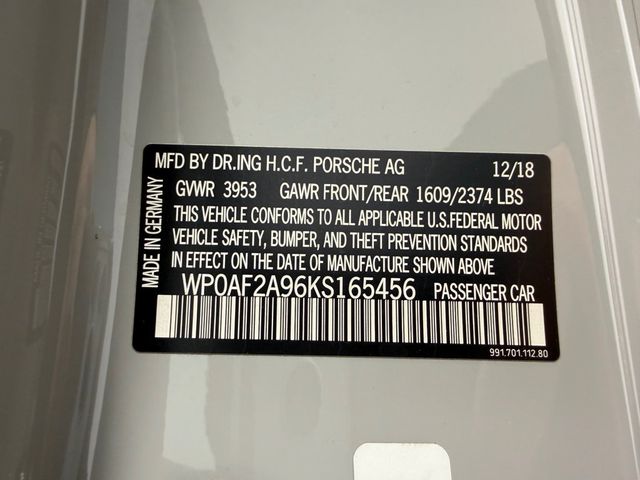 MFD BY DR.ING H.C.F. PORSCHE AG 12/18
GVWR 3953 GAWR FRONT/REAR 1609/2374 LBS
THIS VEHICLE CONFORMS TO ALL APPLICABLE U.S.FEDERAL MOTOR
VEHICLE SAFETY, BUMPER, AND THEFT PREVENTION STANDARDS
IN EFFECT ON THE DATE OF MANUFACTURE SHOWN ABOVE
WP0AF2A96KS165456 PASSENGER CAR
991.701.112.80
MADE IN GERMANY